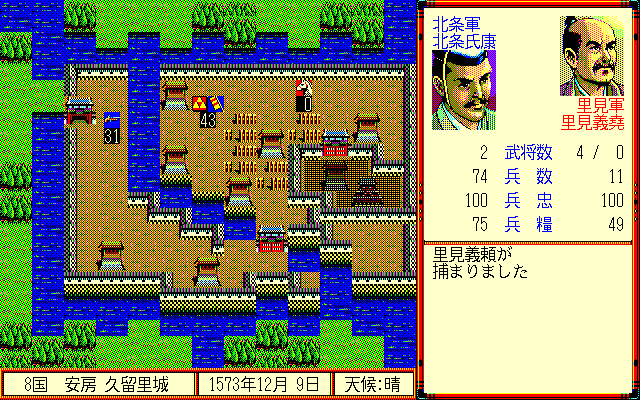 北条軍
北条氏康
里見軍
里見義堯
2 武将数 4 / 0
74 兵数 11
100 兵忠 100
75 兵糧 49
里見義頼が
捕まりました
31
43
0
8国 安房 久留里城
1573年12月 9日
天候:晴